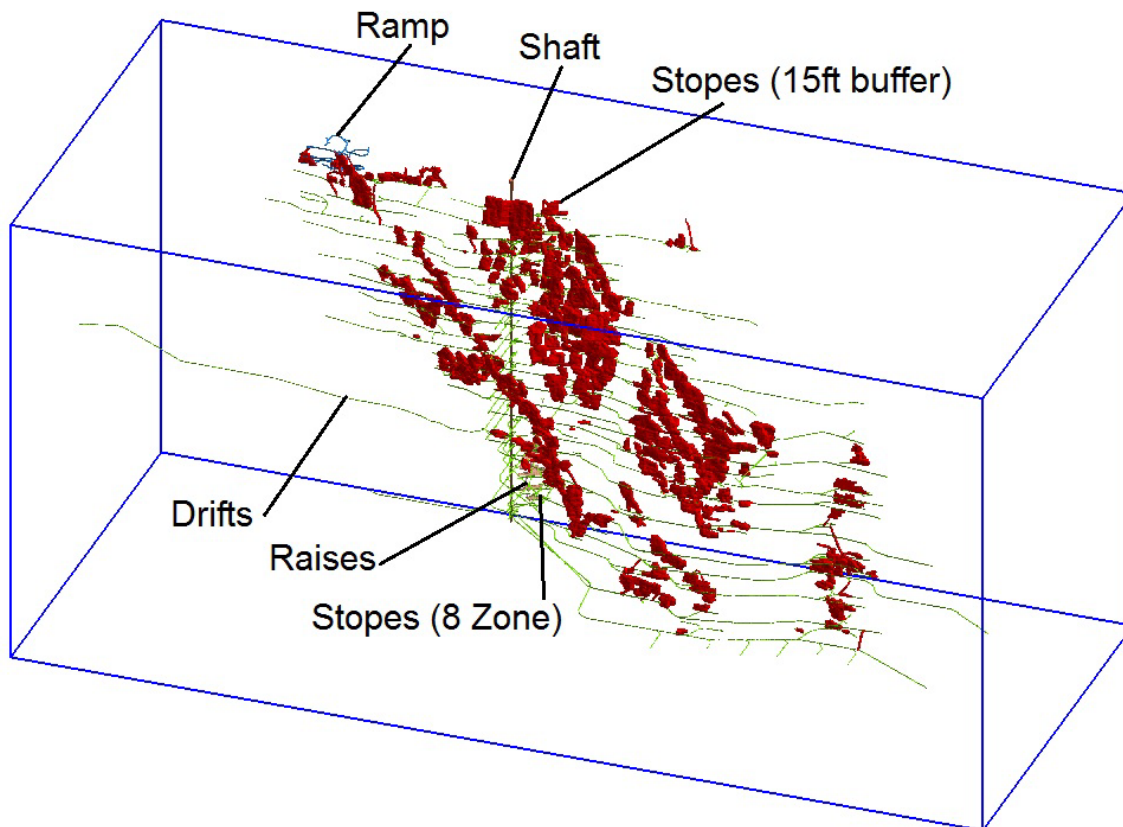 Ramp
Shaft
Stopes (15ft buffer)
Drifts
Raises
Stopes (8 Zone)